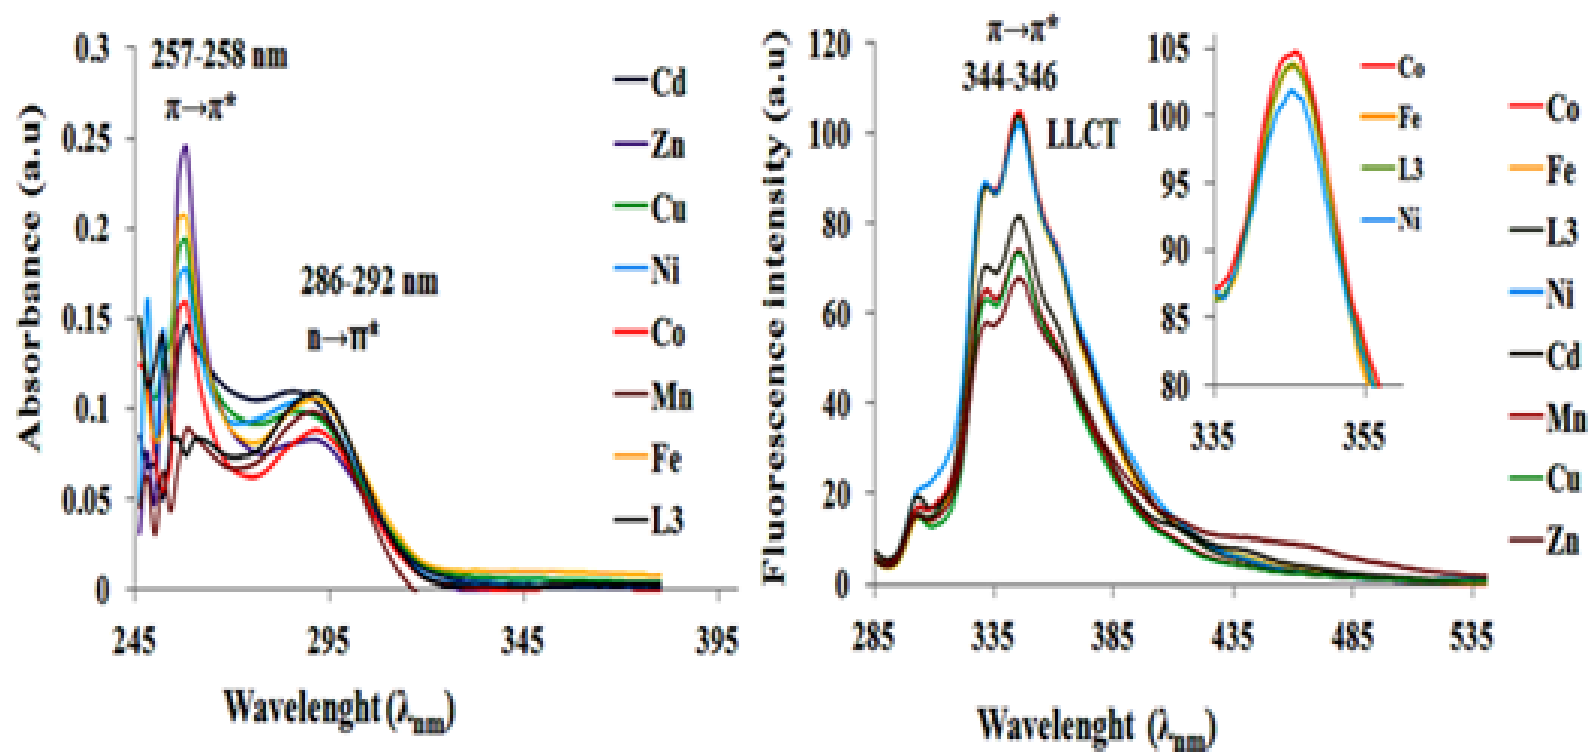 Absorbance (a.u)
0.3
0.25
0.2
0.15
0.1
0.05
0
257-258 nm
π→π*
286-292 nm
n→π*
Cd
Zn
Cu
Ni
Co
Mn
Fe
L3
245 295 345 395
Wavelenght (λnm)
Fluorescence intensity (a.u)
120
100
80
60
40
20
0
π→π*
344-346
LLCT
105
100
95
90
85
80
335 355
Co
Fe
L3
Ni
Co
Fe
L3
Ni
Cd
Mn
Cu
Zn
285 335 385 435 485 535
Wavelenght (λnm)